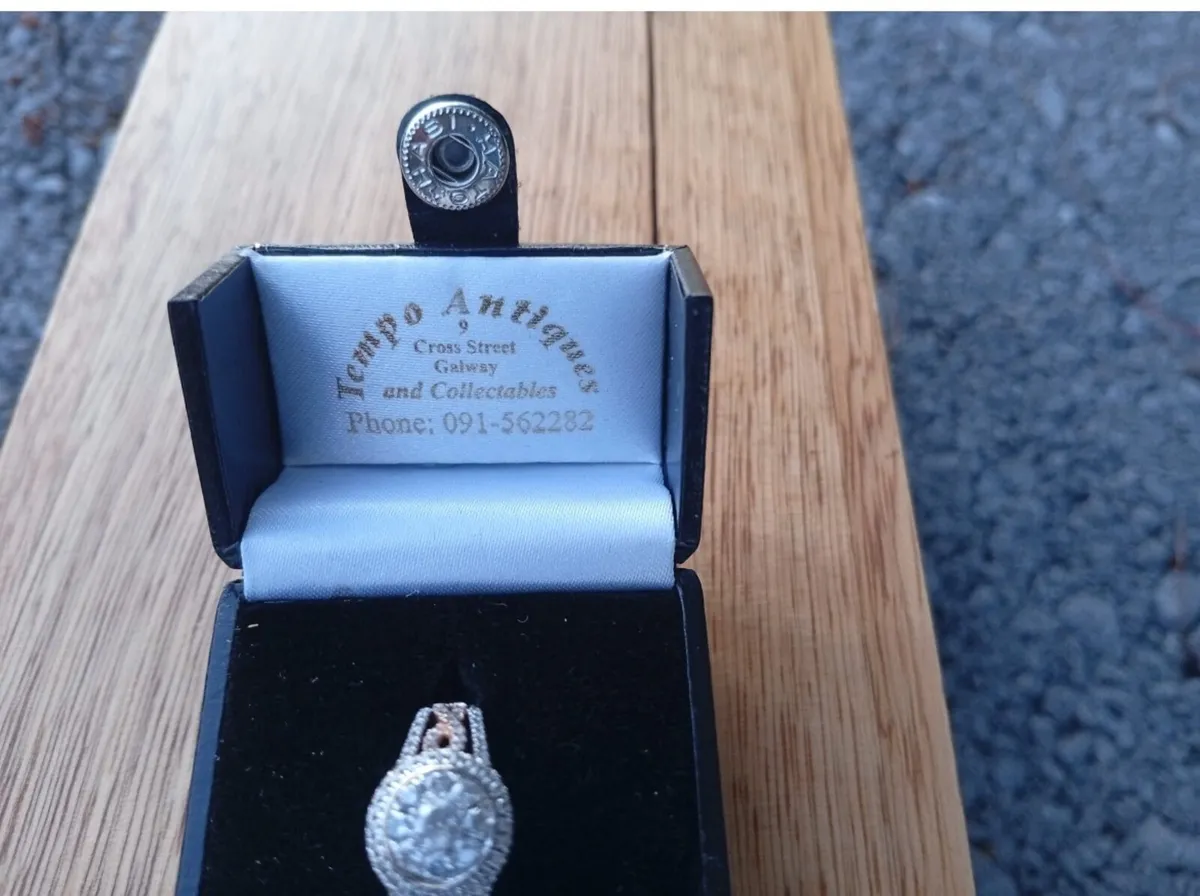 Tempo Antiques
9
Cross Street
Galway
and Collectables
Phone: 091-562282